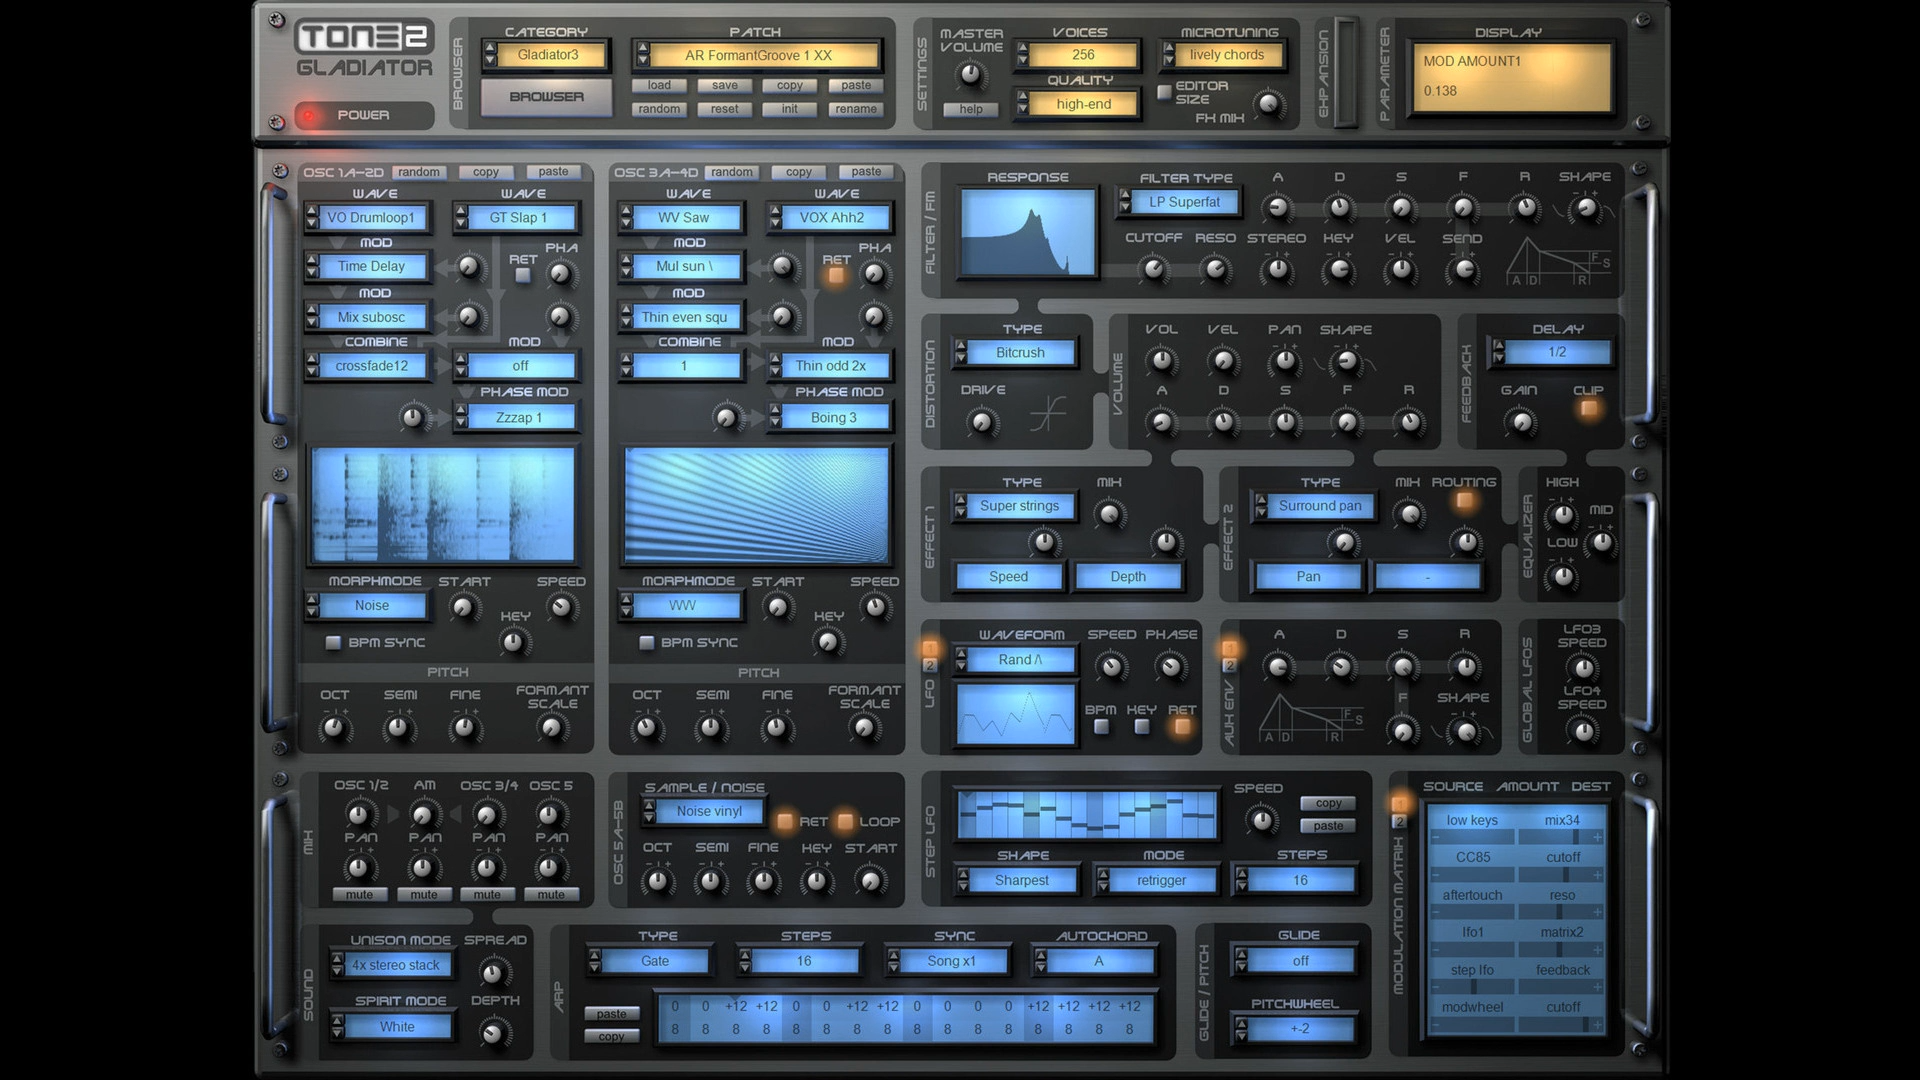 TONE2
GLADIATOR
POWER
BROWSER
CATEGORY
Gladiator3
BROWSER
PATCH
AR FormantGroove 1 XX
load save copy paste
random reset init rename
SETTINGS
MASTER
VOLUME
help
VOICES
256
QUALITY
high-end
MICROTUNING
lively chords
EDITOR
SIZE
FX MIX
EXPANSION
PARAMETER
DISPLAY
MOD AMOUNT1
0.138
OSC 1A-2D random copy paste
WAVE WAVE
VO Drumloop1 GT Slap 1
MOD
Time Delay RET PHA
MOD
Mix subosc
COMBINE MOD
crossfade12 off
PHASE MOD
Zzzap 1
MORPHMODE START SPEED
Noise
KEY
BPM SYNC
PITCH
OCT SEMI FINE FORMANT
SCALE
OSC 3A-4D random copy paste
WAVE WAVE
WV Saw VOX Ahh2
MOD
Mul sun \ RET PHA
MOD
Thin even squ
COMBINE MOD
1 Thin odd 2x
PHASE MOD
Boing 3
MORPHMODE START SPEED
\/\/\/
KEY
BPM SYNC
PITCH
OCT SEMI FINE FORMANT
SCALE
FILTER / FM
RESPONSE
FILTER TYPE
LP Superfat
A D S F R SHAPE
CUTOFF RESO STEREO KEY VEL SEND
A D R F S
DISTORTION
TYPE
Bitcrush
DRIVE
VOLUME
VOL VEL PAN SHAPE
A D S F R
FEEDBACK
DELAY
1/2
GAIN CLIP
EFFECT 1
TYPE MIX
Super strings
Speed Depth
EFFECT 2
TYPE MIX ROUTING
Surround pan
Pan -
EQUALIZER
HIGH
MID
LOW
1
2
LFO
WAVEFORM SPEED PHASE
Rand /\
BPM KEY RET
1
2
AUX ENV
A D S R
F SHAPE
A D R F S
GLOBAL LFOS
LFO3
SPEED
LFO4
SPEED
MIX
OSC 1/2 AM OSC 3/4 OSC 5
PAN PAN PAN PAN
mute mute mute mute
OSC 5A-5B
SAMPLE / NOISE
Noise vinyl RET LOOP
OCT SEMI FINE KEY START
STEP LFO
SPEED
copy
paste
SHAPE MODE STEPS
Sharpest retrigger 16
1
2
MODULATION MATRIX
SOURCE AMOUNT DEST
low keys mix34
CC85 cutoff
aftertouch reso
lfo1 matrix2
step lfo feedback
modwheel cutoff
SOUND
UNISON MODE SPREAD
4x stereo stack
SPIRIT MODE DEPTH
White
ARP
TYPE STEPS SYNC AUTOCHORD
Gate 16 Song x1 A
paste
copy
0 0 +12 +12 0 0 +12 +12 0 0 0 0 +12 +12 +12 +12
8 8 8 8 8 8 8 8 8 8 8 8 8 8 8 8
GLIDE / PITCH
GLIDE
off
PITCHWHEEL
+-2